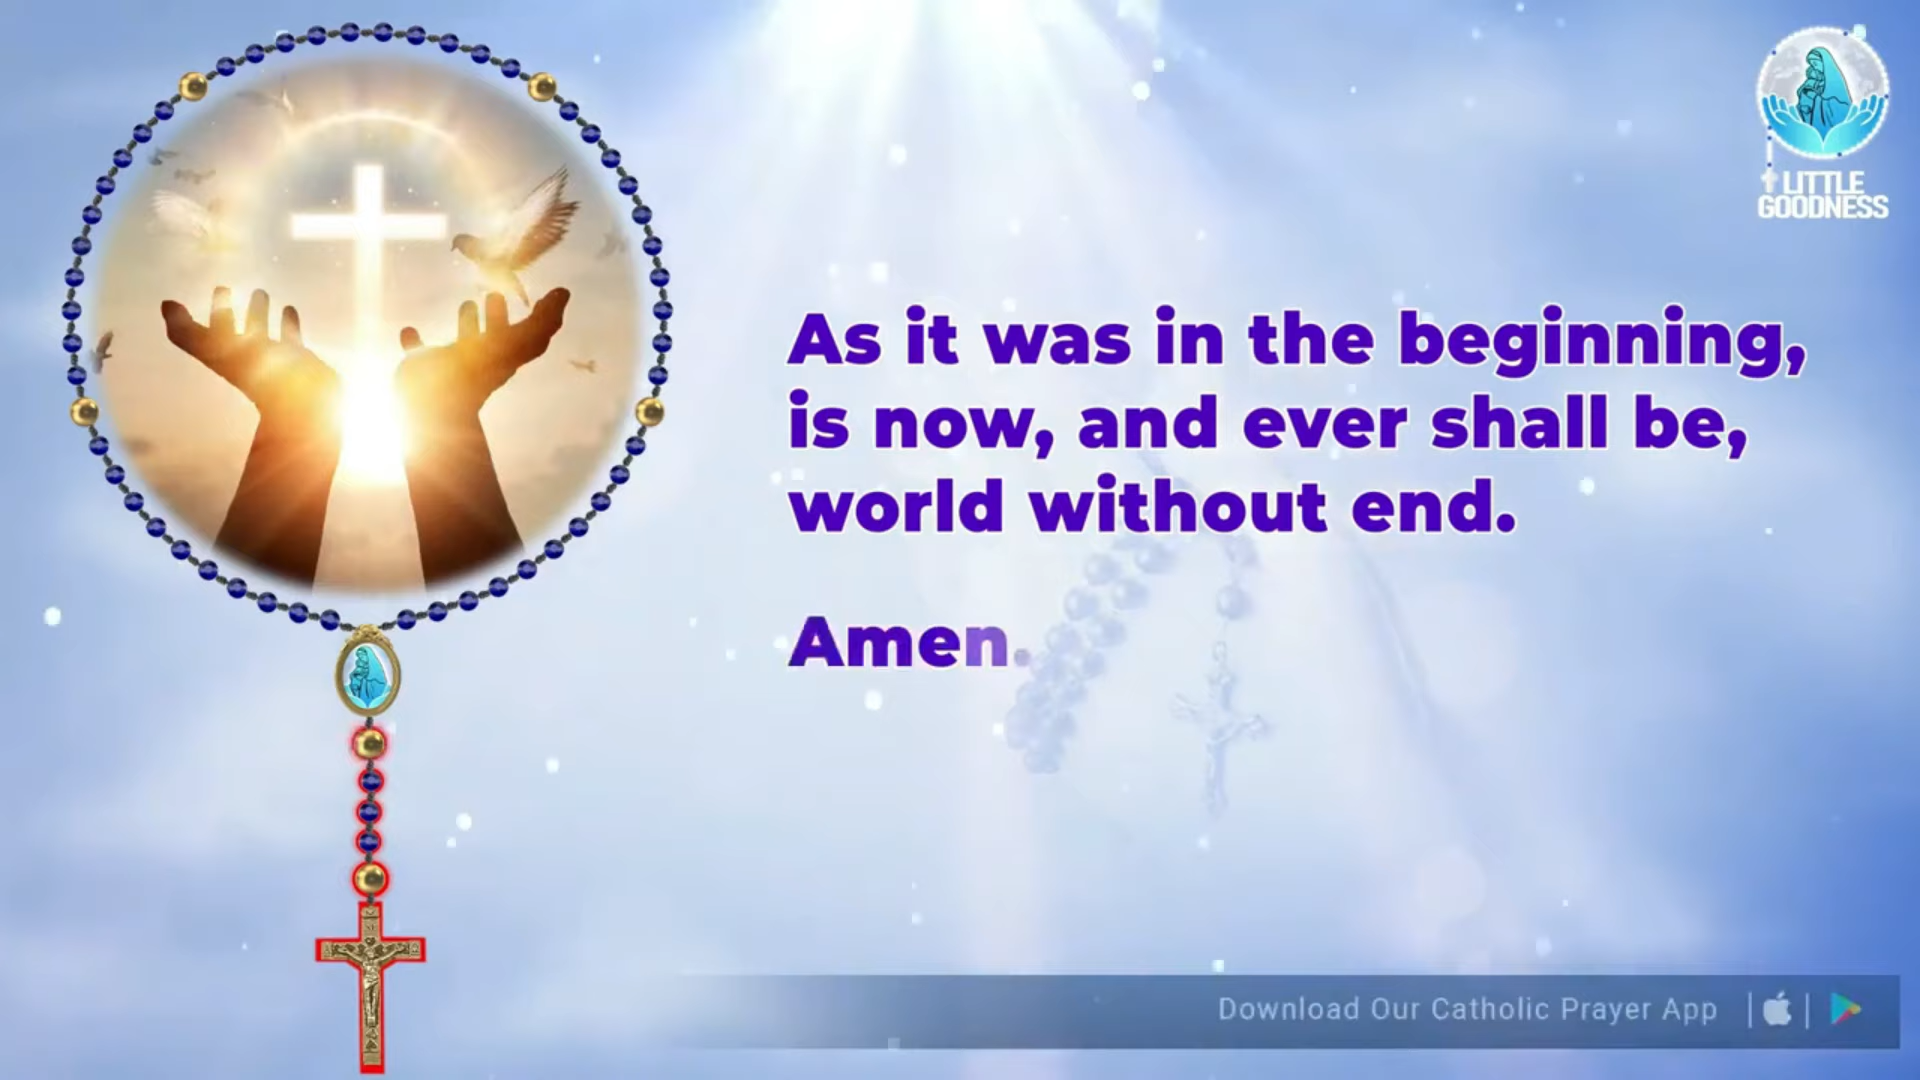 As it was in the beginning,
is now, and ever shall be,
world without end.
Amen.
LITTLE
GOODNESS
Download Our Catholic Prayer App